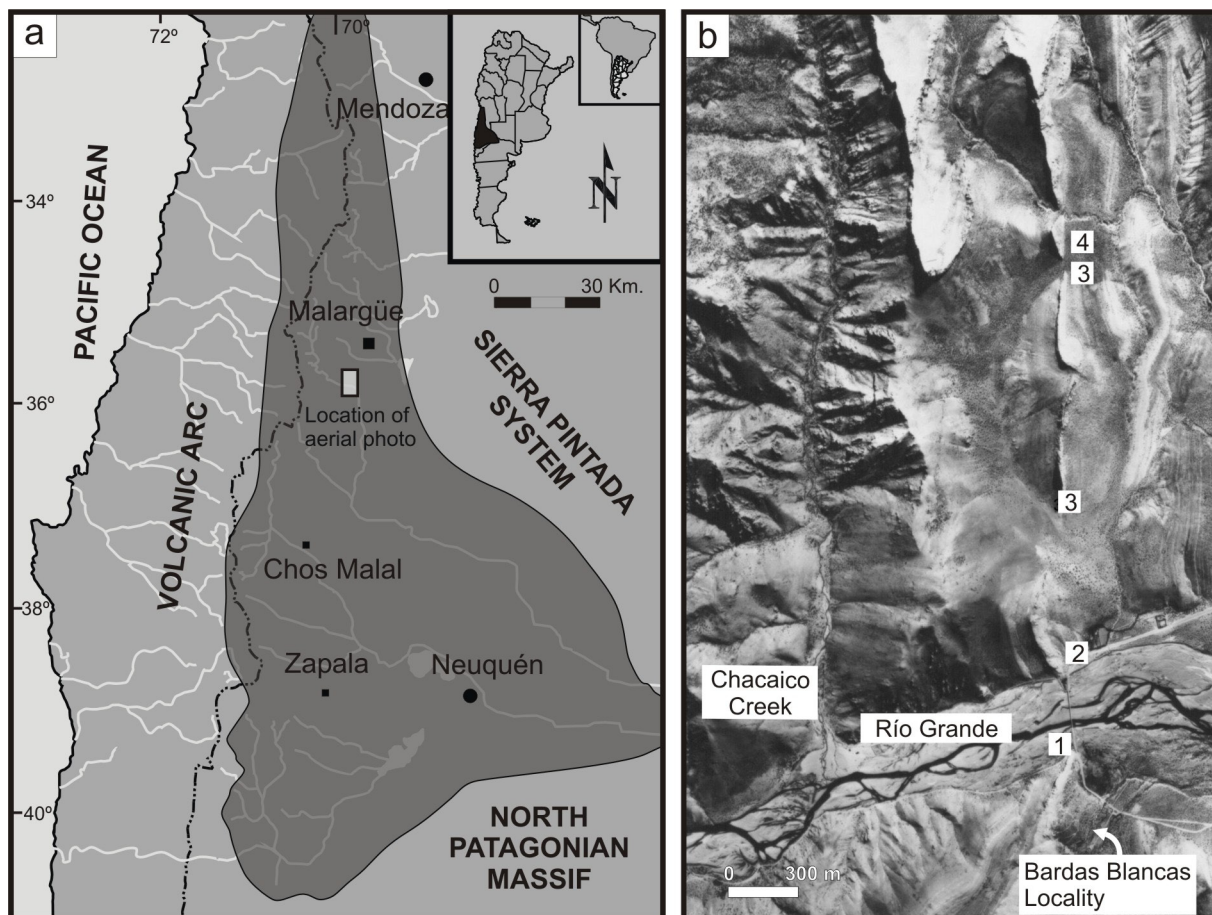 a
72º
70º
Mendoza
N
34º
0 30 Km.
PACIFIC OCEAN
Malargüe
SIERRA PINTADA
SYSTEM
36º
Location of
aerial photo
VOLCANIC ARC
Chos Malal
38º
Zapala
Neuquén
40º
NORTH
PATAGONIAN
MASSIF
b
4
3
3
2
Chacaico
Creek
Río Grande
1
0 300 m
Bardas Blancas
Locality